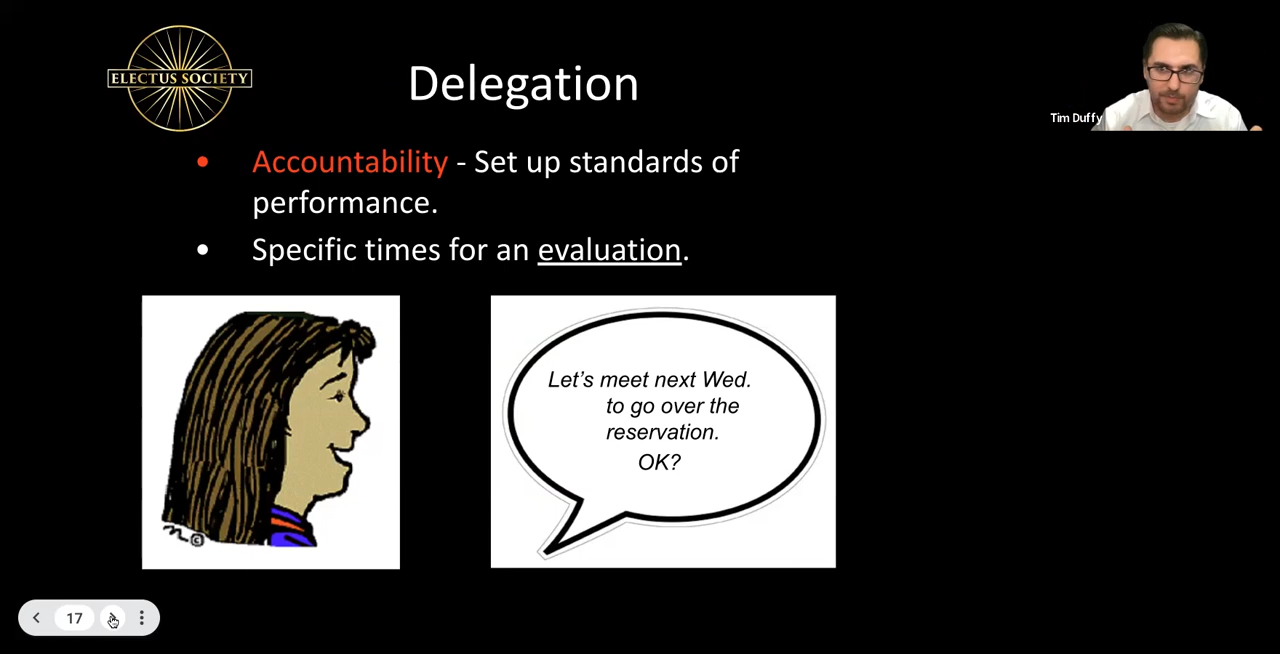 ELECTUS SOCIETY
Delegation
Tim Duffy
• Accountability - Set up standards of
performance.
• Specific times for an evaluation.
Let's meet next Wed.
to go over the
reservation.
OK?
©
17